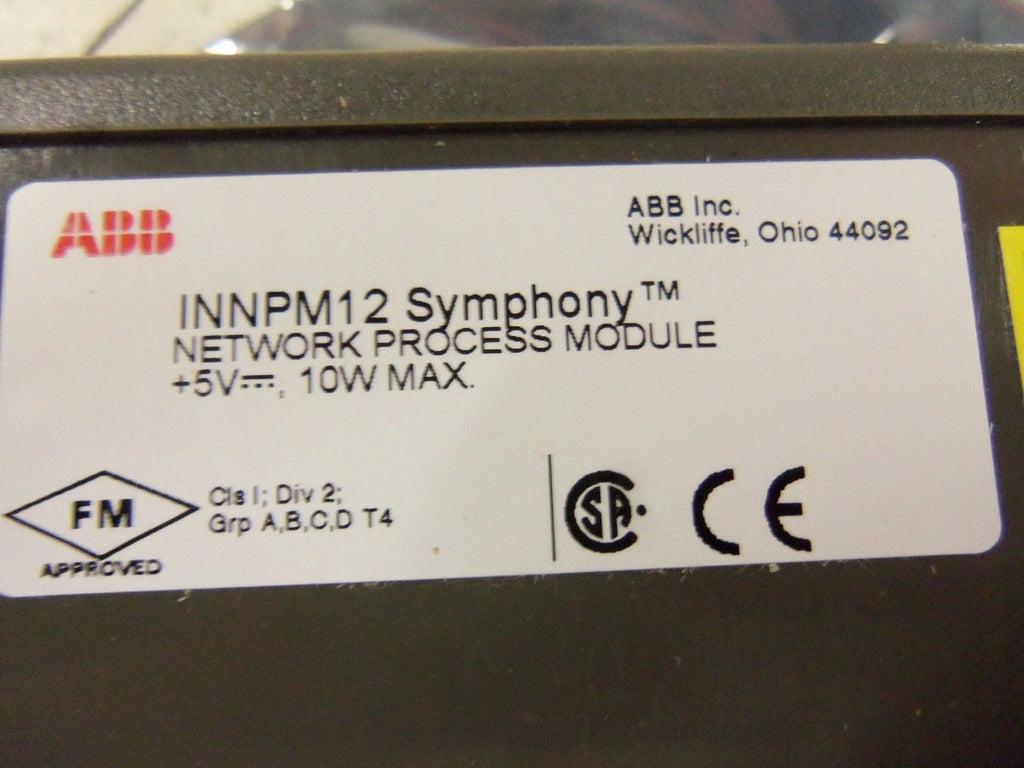 ABB
ABB Inc.
Wickliffe, Ohio 44092
INNPM12 Symphony™
NETWORK PROCESS MODULE
+5V⎓, 10W MAX.
FM
APPROVED
Cls I; Div 2;
Grp A,B,C,D T4
CSA
CE